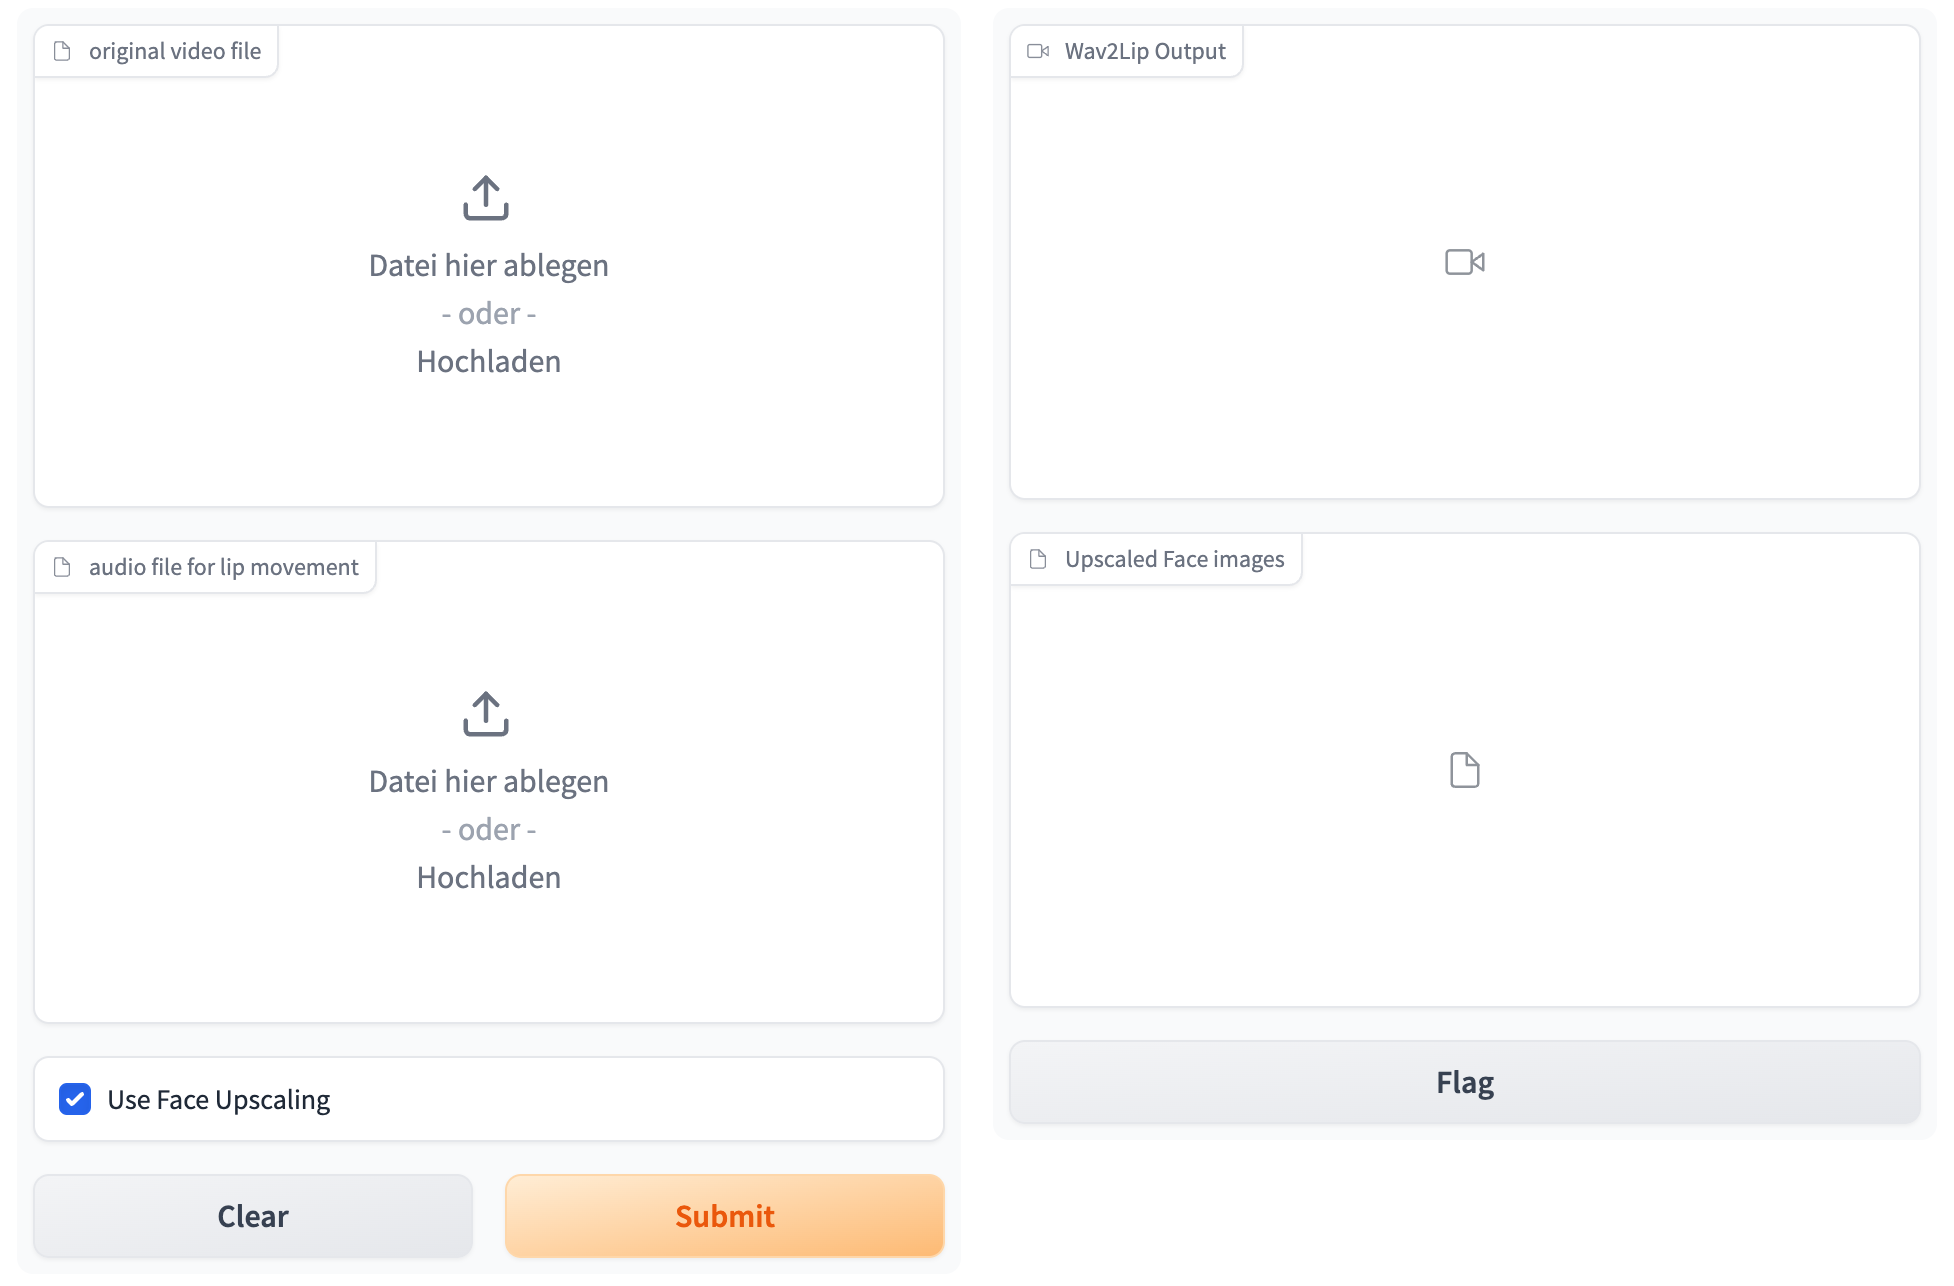 original video file
Datei hier ablegen
- oder -
Hochladen
audio file for lip movement
Datei hier ablegen
- oder -
Hochladen
Use Face Upscaling
Clear
Submit
Wav2Lip Output
Upscaled Face images
Flag